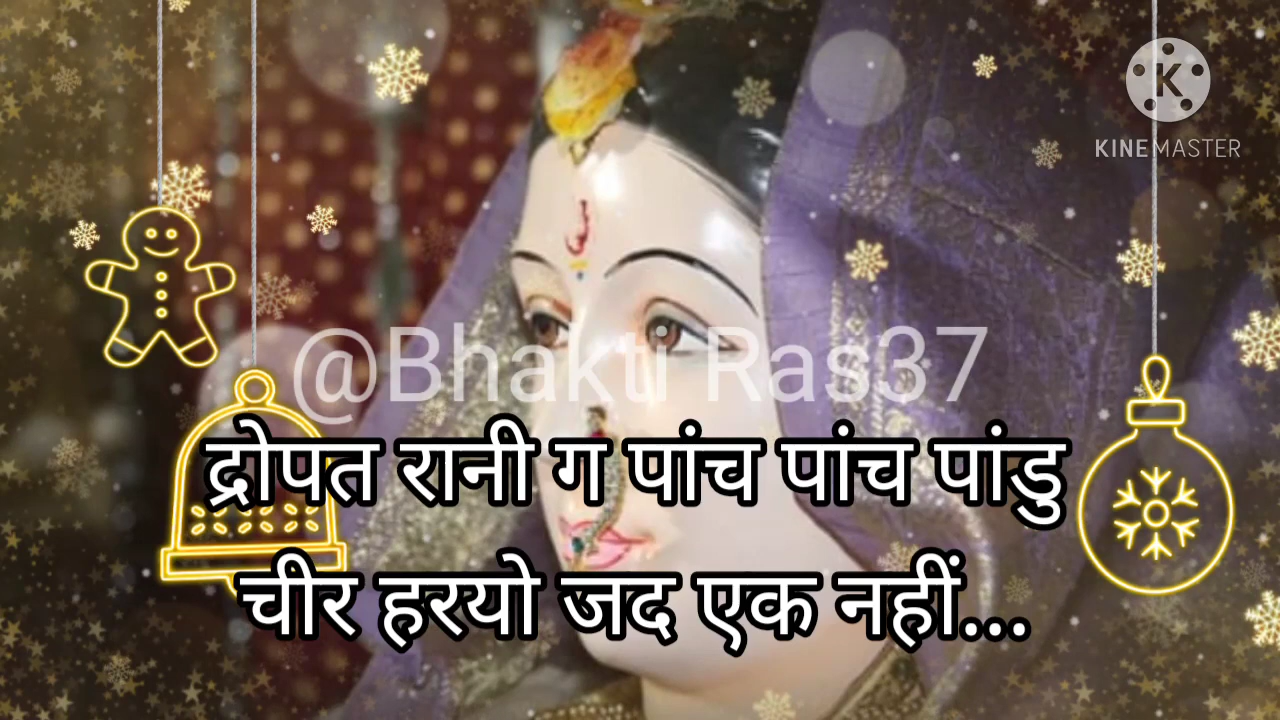 K
KINEMASTER
@Bhakti Ras37
द्रोपत रानी ग पांच पांच पांडु
चीर हरयो जद एक नहीं...